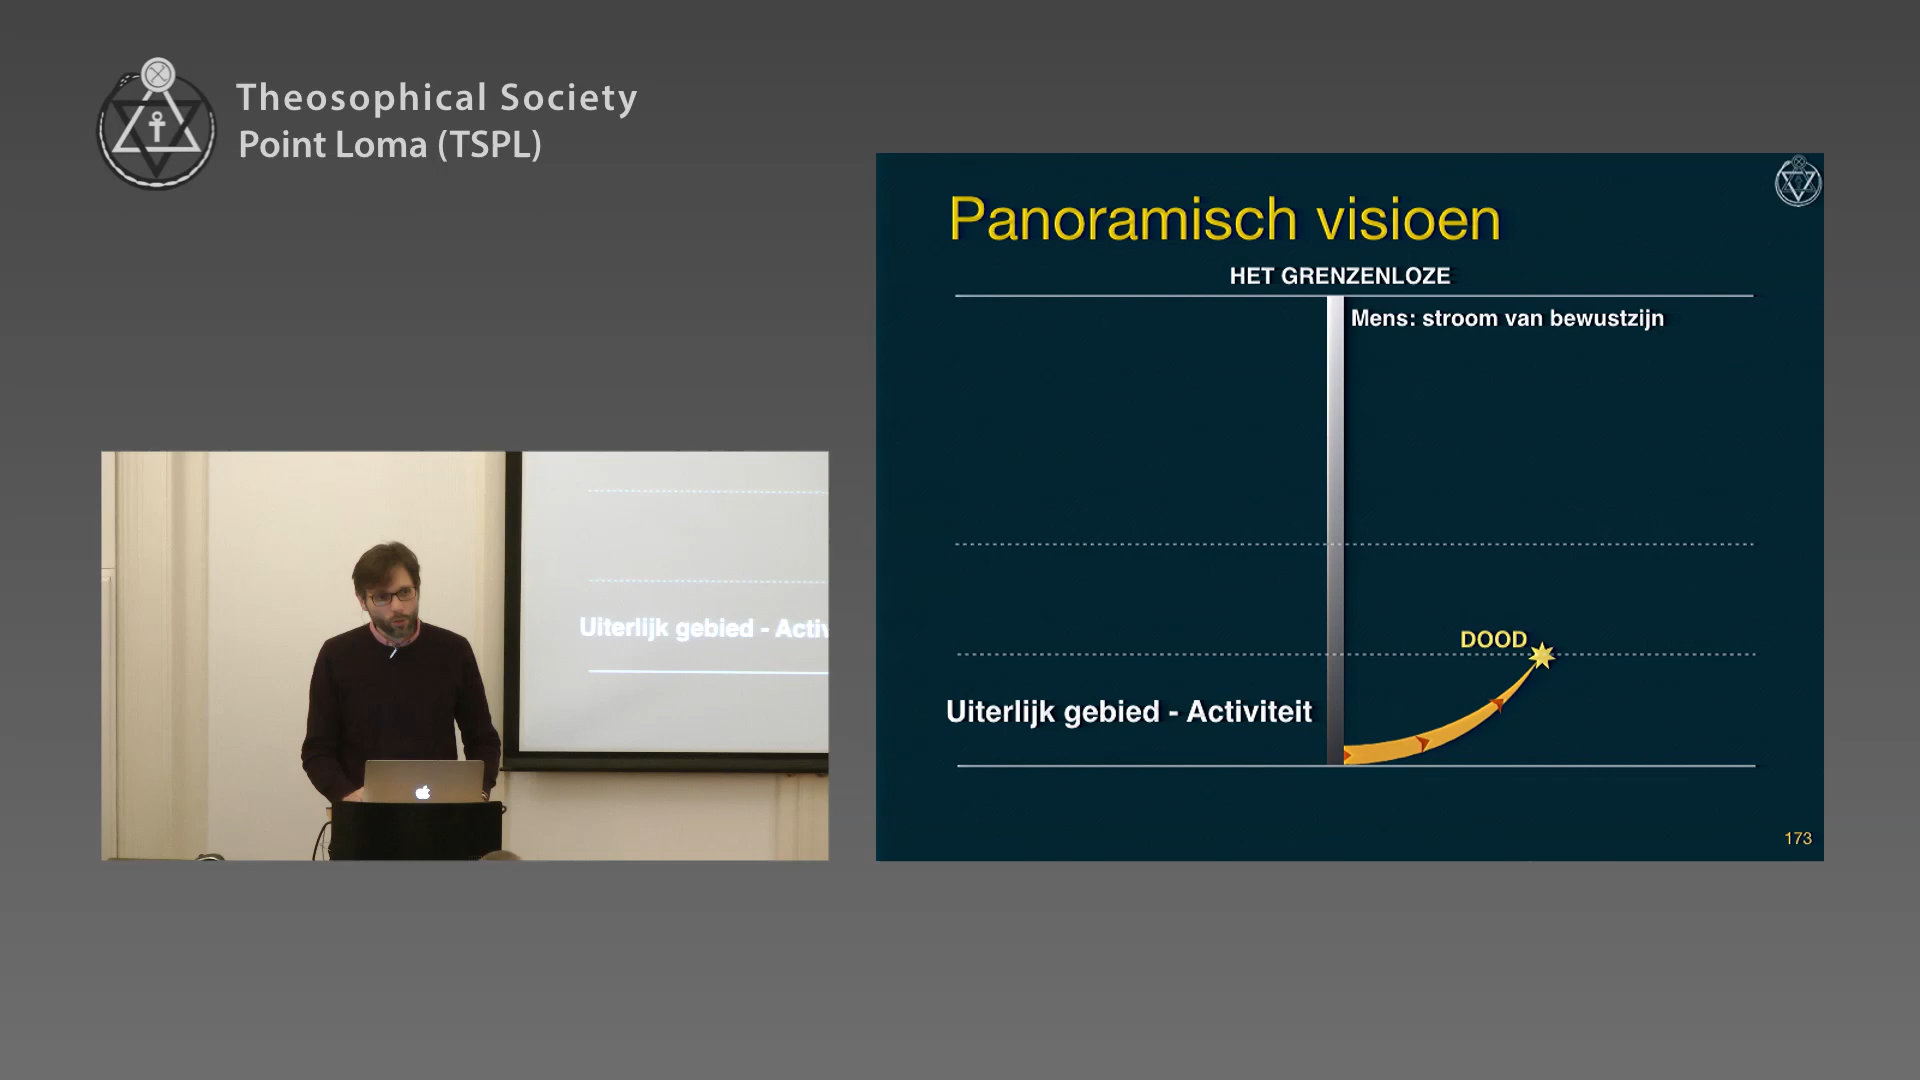 Theosophical Society
Point Loma (TSPL)
Panoramisch visioen
HET GRENZENLOZE
Mens: stroom van bewustzijn
DOOD
Uiterlijk gebied - Activiteit
173
Uiterlijk gebied - Activ